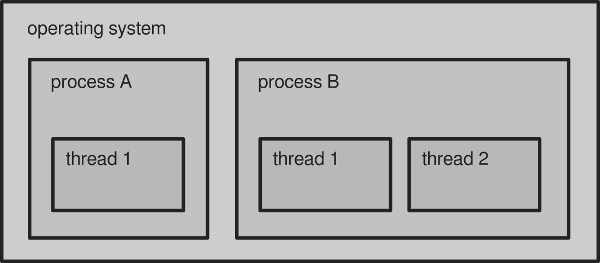 operating system
process A
process B
thread 1
thread 1
thread 2